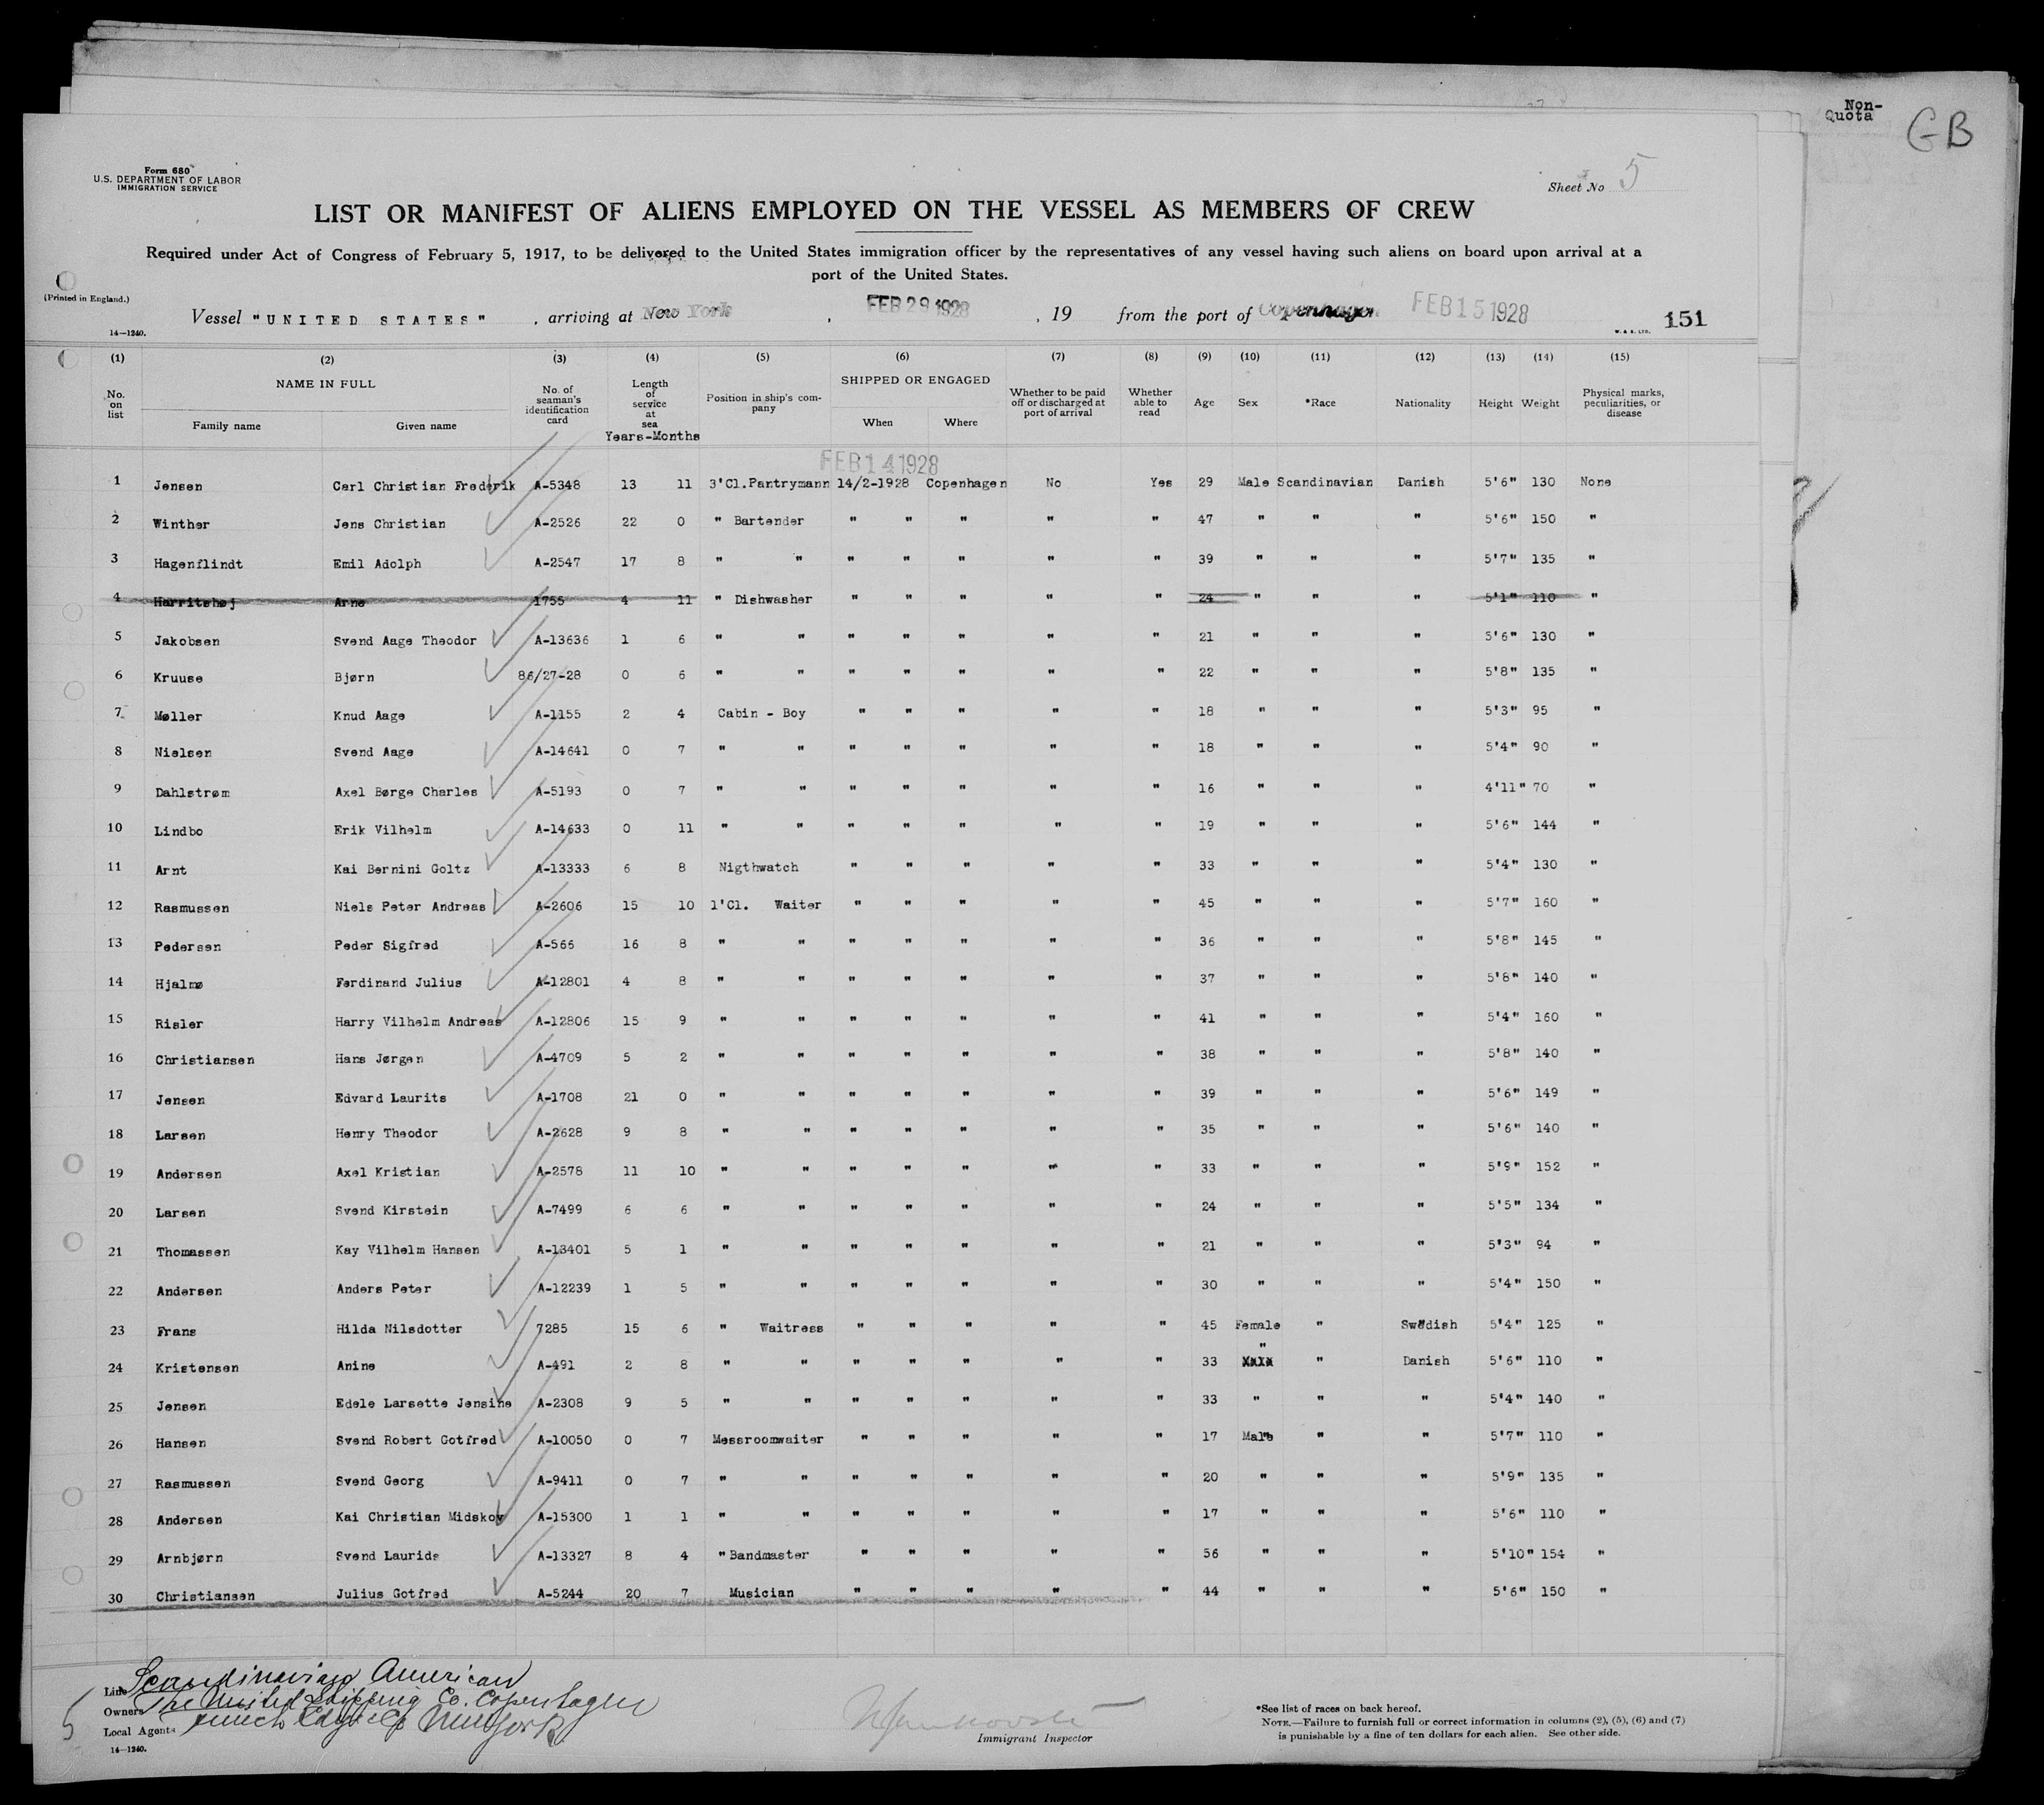 Non-
Quota GB
Form 680
U.S. DEPARTMENT OF LABOR
IMMIGRATION SERVICE
Sheet No 5
LIST OR MANIFEST OF ALIENS EMPLOYED ON THE VESSEL AS MEMBERS OF CREW
Required under Act of Congress of February 5, 1917, to be delivered to the United States immigration officer by the representatives of any vessel having such aliens on board upon arrival at a
port of the United States.
(Printed in England.)
Vessel "UNITED STATES" , arriving at New York , FEB 29 1928 , 19 from the port of Copenhagen FEB 15 1928
14—1240. W. & S. LTD. 151
(1) (2) (3) (4) (5) (6) (7) (8) (9) (10) (11) (12) (13) (14) (15)
No. on list NAME IN FULL Family name Given name No. of seaman's identification card Length of service at sea Years-Months Position in ship's company SHIPPED OR ENGAGED When Where Whether to be paid off or discharged at port of arrival Whether able to read Age Sex *Race Nationality Height Weight Physical marks, peculiarities, or disease
FEB 14 1928
1 Jensen Carl Christian Frederik A-5348 13 11 3'Cl.Pantrymann 14/2-1928 Copenhagen No Yes 29 Male Scandinavian Danish 5'6" 130 None
2 Winther Jens Christian A-2526 22 0 " Bartender " " " " " 47 " " " 5'6" 150 "
3 Hagenflindt Emil Adolph A-2547 17 8 " " " " " " " 39 " " " 5'7" 135 "
4 Harritshøj Arne 1755 4 11 " Dishwasher " " " " " 24 " " " 5'1" 110 "
5 Jakobsen Svend Aage Theodor A-13636 1 6 " " " " " " " 21 " " " 5'6" 130 "
6 Kruuse Bjørn 86/27-28 0 6 " " " " " " " 22 " " " 5'8" 135 "
7 Møller Knud Aage A-1155 2 4 Cabin - Boy " " " " " 18 " " " 5'3" 95 "
8 Nielsen Svend Aage A-14641 0 7 " " " " " " " 18 " " " 5'4" 90 "
9 Dahlstrøm Axel Børge Charles A-5193 0 7 " " " " " " " 16 " " " 4'11" 70 "
10 Lindbo Erik Vilhelm A-14633 0 11 " " " " " " " 19 " " " 5'6" 144 "
11 Arnt Kai Bernini Goltz A-13333 6 8 Nigthwatch " " " " " 33 " " " 5'4" 130 "
12 Rasmussen Niels Peter Andreas A-2606 15 10 1'Cl. Waiter " " " " " 45 " " " 5'7" 160 "
13 Pedersen Peder Sigfred A-566 16 8 " " " " " " " 36 " " " 5'8" 145 "
14 Hjalmø Ferdinand Julius A-12801 4 8 " " " " " " " 37 " " " 5'8" 140 "
15 Risler Harry Vilhelm Andreas A-12806 15 9 " " " " " " " 41 " " " 5'4" 160 "
16 Christiansen Hans Jørgen A-4709 5 2 " " " " " " " 38 " " " 5'8" 140 "
17 Jensen Edvard Laurits A-1708 21 0 " " " " " " " 39 " " " 5'6" 149 "
18 Larsen Henry Theodor A-2628 9 8 " " " " " " " 35 " " " 5'6" 140 "
19 Andersen Axel Kristian A-2578 11 10 " " " " " " " 33 " " " 5'9" 152 "
20 Larsen Svend Kirstein A-7499 6 6 " " " " " " " 24 " " " 5'5" 134 "
21 Thomassen Kay Vilhelm Hansen A-13401 5 1 " " " " " " " 21 " " " 5'3" 94 "
22 Andersen Anders Peter A-12239 1 5 " " " " " " " 30 " " " 5'4" 150 "
23 Frans Hilda Nilsdotter 7285 15 6 " Waitress " " " " " 45 Female " Swedish 5'4" 125 "
24 Kristensen Anine A-491 2 8 " " " " " " " 33 " " Danish 5'6" 110 "
25 Jensen Edele Larsette Jensine A-2308 9 5 " " " " " " " 33 " " " 5'4" 140 "
26 Hansen Svend Robert Gotfred A-10050 0 7 Messroomwaiter " " " " " 17 Male " " 5'7" 110 "
27 Rasmussen Svend Georg A-9411 0 7 " " " " " " " 20 " " " 5'9" 135 "
28 Andersen Kai Christian Midskov A-15300 1 1 " " " " " " " 17 " " " 5'6" 110 "
29 Arnbjørn Svend Laurids A-13327 8 4 " Bandmaster " " " " " 56 " " " 5'10" 154 "
30 Christiansen Julius Gotfred A-5244 20 7 Musician " " " " " 44 " " " 5'6" 150 "
Line Scandinavian American
Owners The United Shipping Co. Copenhagen
Local Agents New York
14—1240.
5
Immigrant Inspector
*See list of races on back hereof.
NOTE.—Failure to furnish full or correct information in columns (2), (5), (6) and (7)
is punishable by a fine of ten dollars for each alien. See other side.